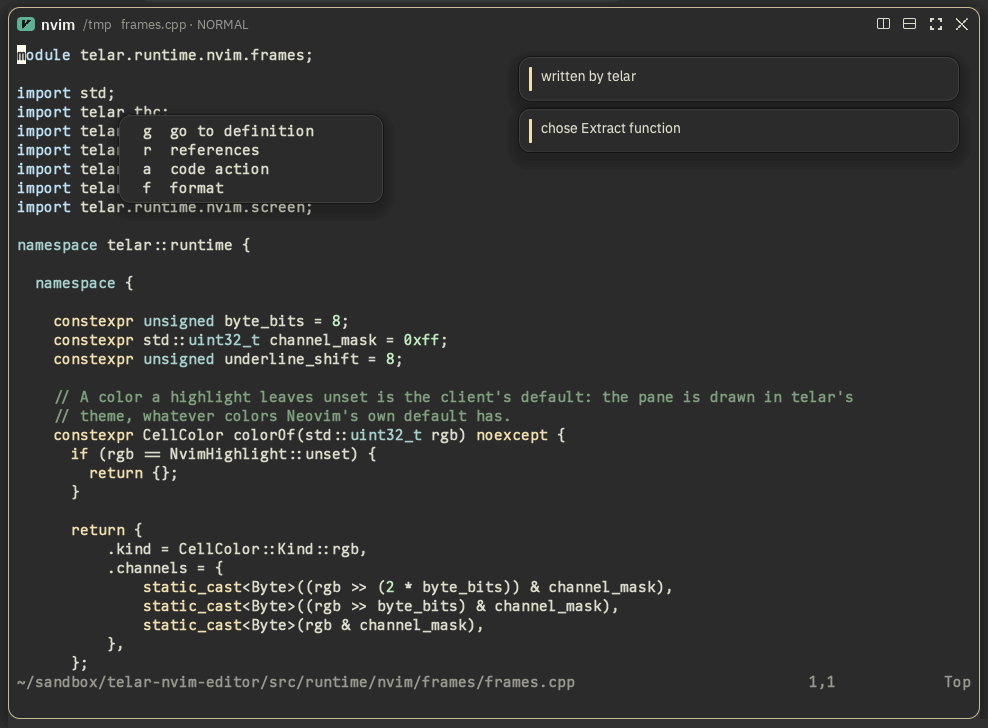 nvim /tmp frames.cpp · NORMAL
module telar.runtime.nvim.frames;
written by telar
import std;
import telar.tbc;
chose Extract function
import telar
g go to definition
import telar
r references
import telar
a code action
import telar
f format
import telar.runtime.nvim.screen;
namespace telar::runtime {
namespace {
constexpr unsigned byte_bits = 8;
constexpr std::uint32_t channel_mask = 0xff;
constexpr unsigned underline_shift = 8;
// A color a highlight leaves unset is the client's default: the pane is drawn in telar's
// theme, whatever colors Neovim's own default has.
constexpr CellColor colorOf(std::uint32_t rgb) noexcept {
if (rgb == NvimHighlight::unset) {
return {};
}
return {
.kind = CellColor::Kind::rgb,
.channels = {
static_cast<Byte>((rgb >> (2 * byte_bits)) & channel_mask),
static_cast<Byte>((rgb >> byte_bits) & channel_mask),
static_cast<Byte>(rgb & channel_mask),
},
};
~/sandbox/telar-nvim-editor/src/runtime/nvim/frames/frames.cpp 1,1 Top